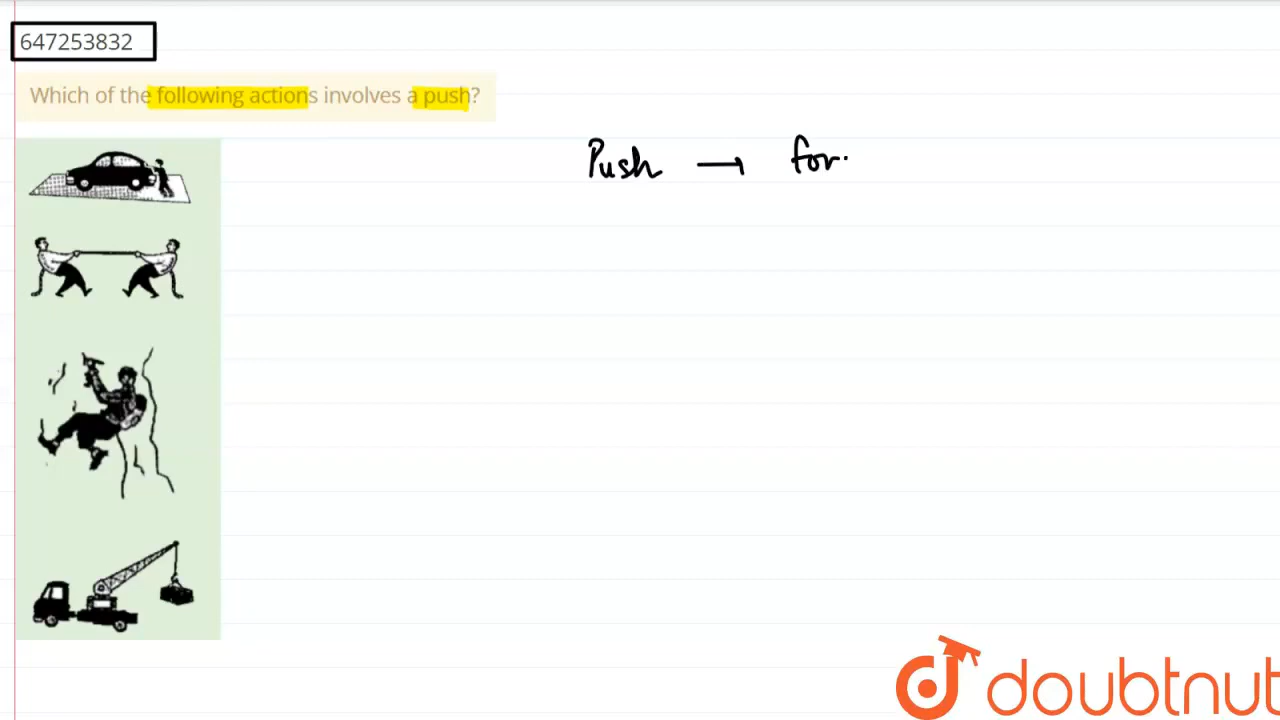 647253832
Which of the following actions involves a push?
Push → for.
doubtnut